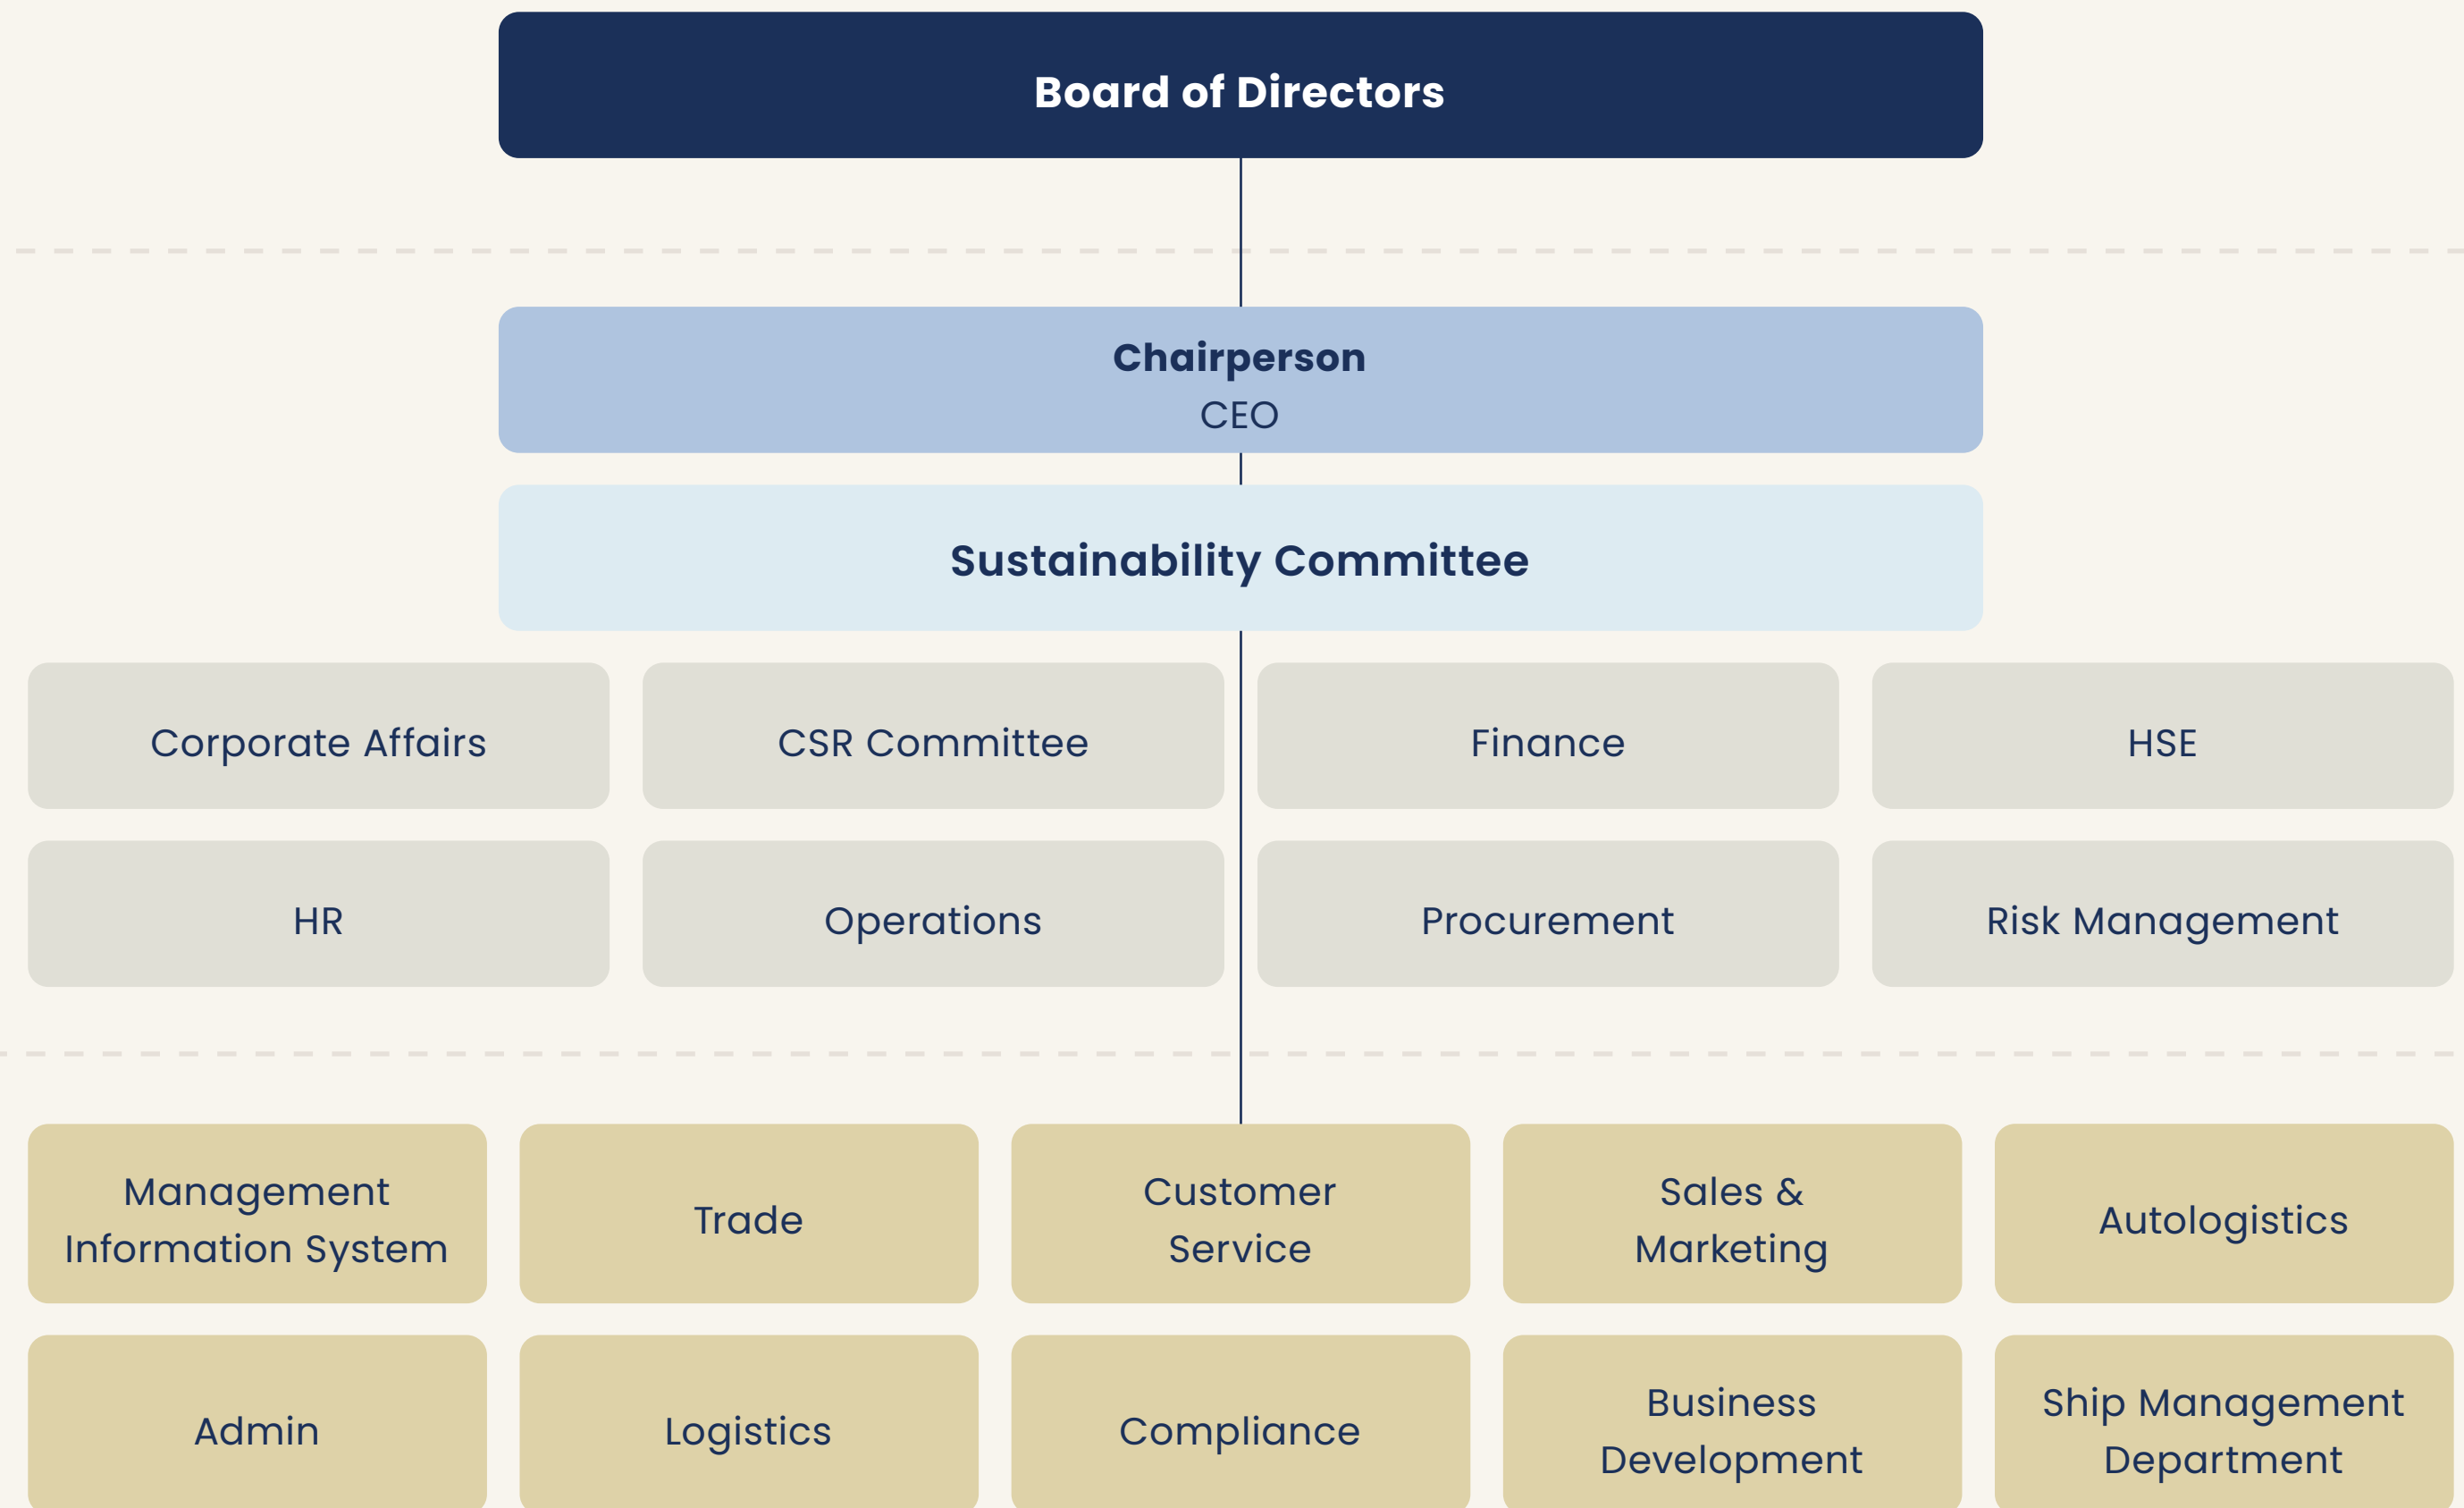 Board of Directors
Chairperson
CEO
Sustainability Committee
Corporate Affairs
CSR Committee
Finance
HSE
HR
Operations
Procurement
Risk Management
Management
Information System
Trade
Customer
Service
Sales &
Marketing
Autologistics
Admin
Logistics
Compliance
Business
Development
Ship Management
Department